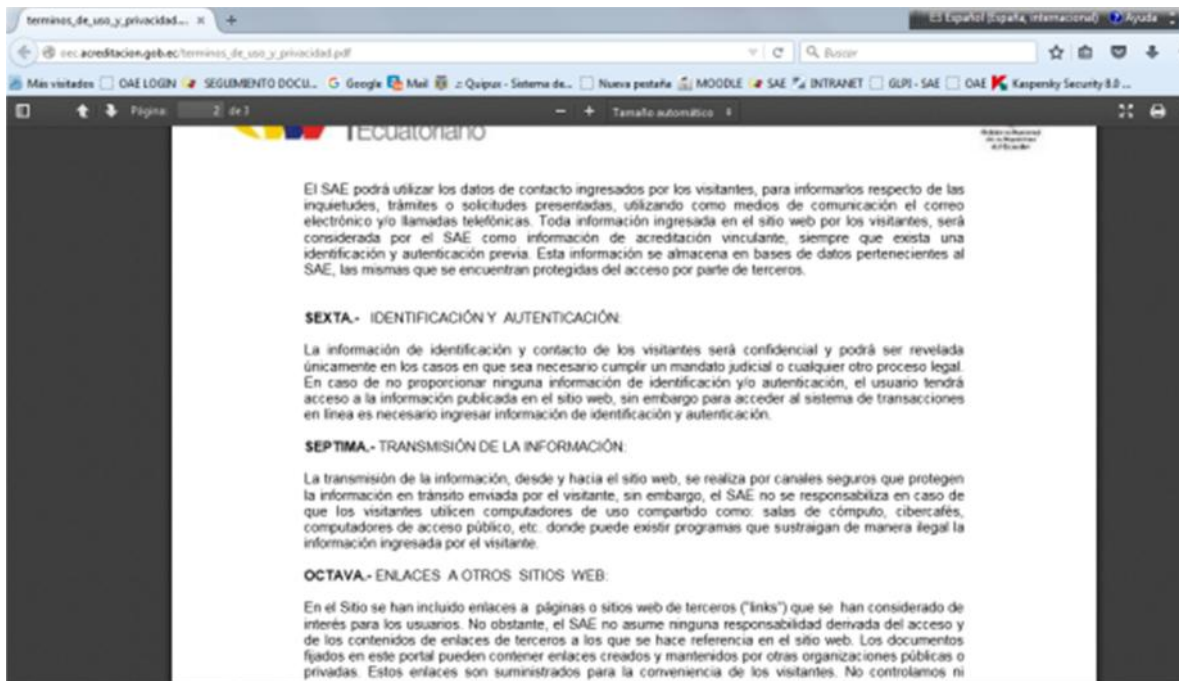 terminos_de_uso_y_privacidad.... × +
ES Español (España, internacional) Ayuda
oec.acreditacion.gob.ec/terminos_de_uso_y_privacidad.pdf
Buscar
Más visitados OAE LOGIN SEGUIMIENTO DOCU... Google Mail .: Quipux - Sistema de... Nueva pestaña MOODLE SAE INTRANET GLPI - SAE OAE Kaspersky Security 8.0 ...
Página: 2 de 3 − + Tamaño automático
Ecuatoriano
El SAE podrá utilizar los datos de contacto ingresados por los visitantes, para informarlos respecto de las
inquietudes, trámites o solicitudes presentadas, utilizando como medios de comunicación el correo
electrónico y/o llamadas telefónicas. Toda información ingresada en el sitio web por los visitantes, será
considerada por el SAE como información de acreditación vinculante, siempre que exista una
identificación y autenticación previa. Esta información se almacena en bases de datos pertenecientes al
SAE, las mismas que se encuentran protegidas del acceso por parte de terceros.
SEXTA.- IDENTIFICACIÓN Y AUTENTICACIÓN:
La información de identificación y contacto de los visitantes será confidencial y podrá ser revelada
únicamente en los casos en que sea necesario cumplir un mandato judicial o cualquier otro proceso legal.
En caso de no proporcionar ninguna información de identificación y/o autenticación, el usuario tendrá
acceso a la información publicada en el sitio web, sin embargo para acceder al sistema de transacciones
en línea es necesario ingresar información de identificación y autenticación.
SEPTIMA.- TRANSMISIÓN DE LA INFORMACIÓN:
La transmisión de la información, desde y hacia el sitio web, se realiza por canales seguros que protegen
la información en tránsito enviada por el visitante, sin embargo, el SAE no se responsabiliza en caso de
que los visitantes utilicen computadores de uso compartido como: salas de cómputo, cibercafés,
computadores de acceso público, etc. donde puede existir programas que sustraigan de manera ilegal la
información ingresada por el visitante.
OCTAVA.- ENLACES A OTROS SITIOS WEB:
En el Sitio se han incluido enlaces a páginas o sitios web de terceros ("links") que se han considerado de
interés para los usuarios. No obstante, el SAE no asume ninguna responsabilidad derivada del acceso y
de los contenidos de enlaces de terceros a los que se hace referencia en el sitio web. Los documentos
fijados en este portal pueden contener enlaces creados y mantenidos por otras organizaciones públicas o
privadas. Estos enlaces son suministrados para la conveniencia de los visitantes. No controlamos ni